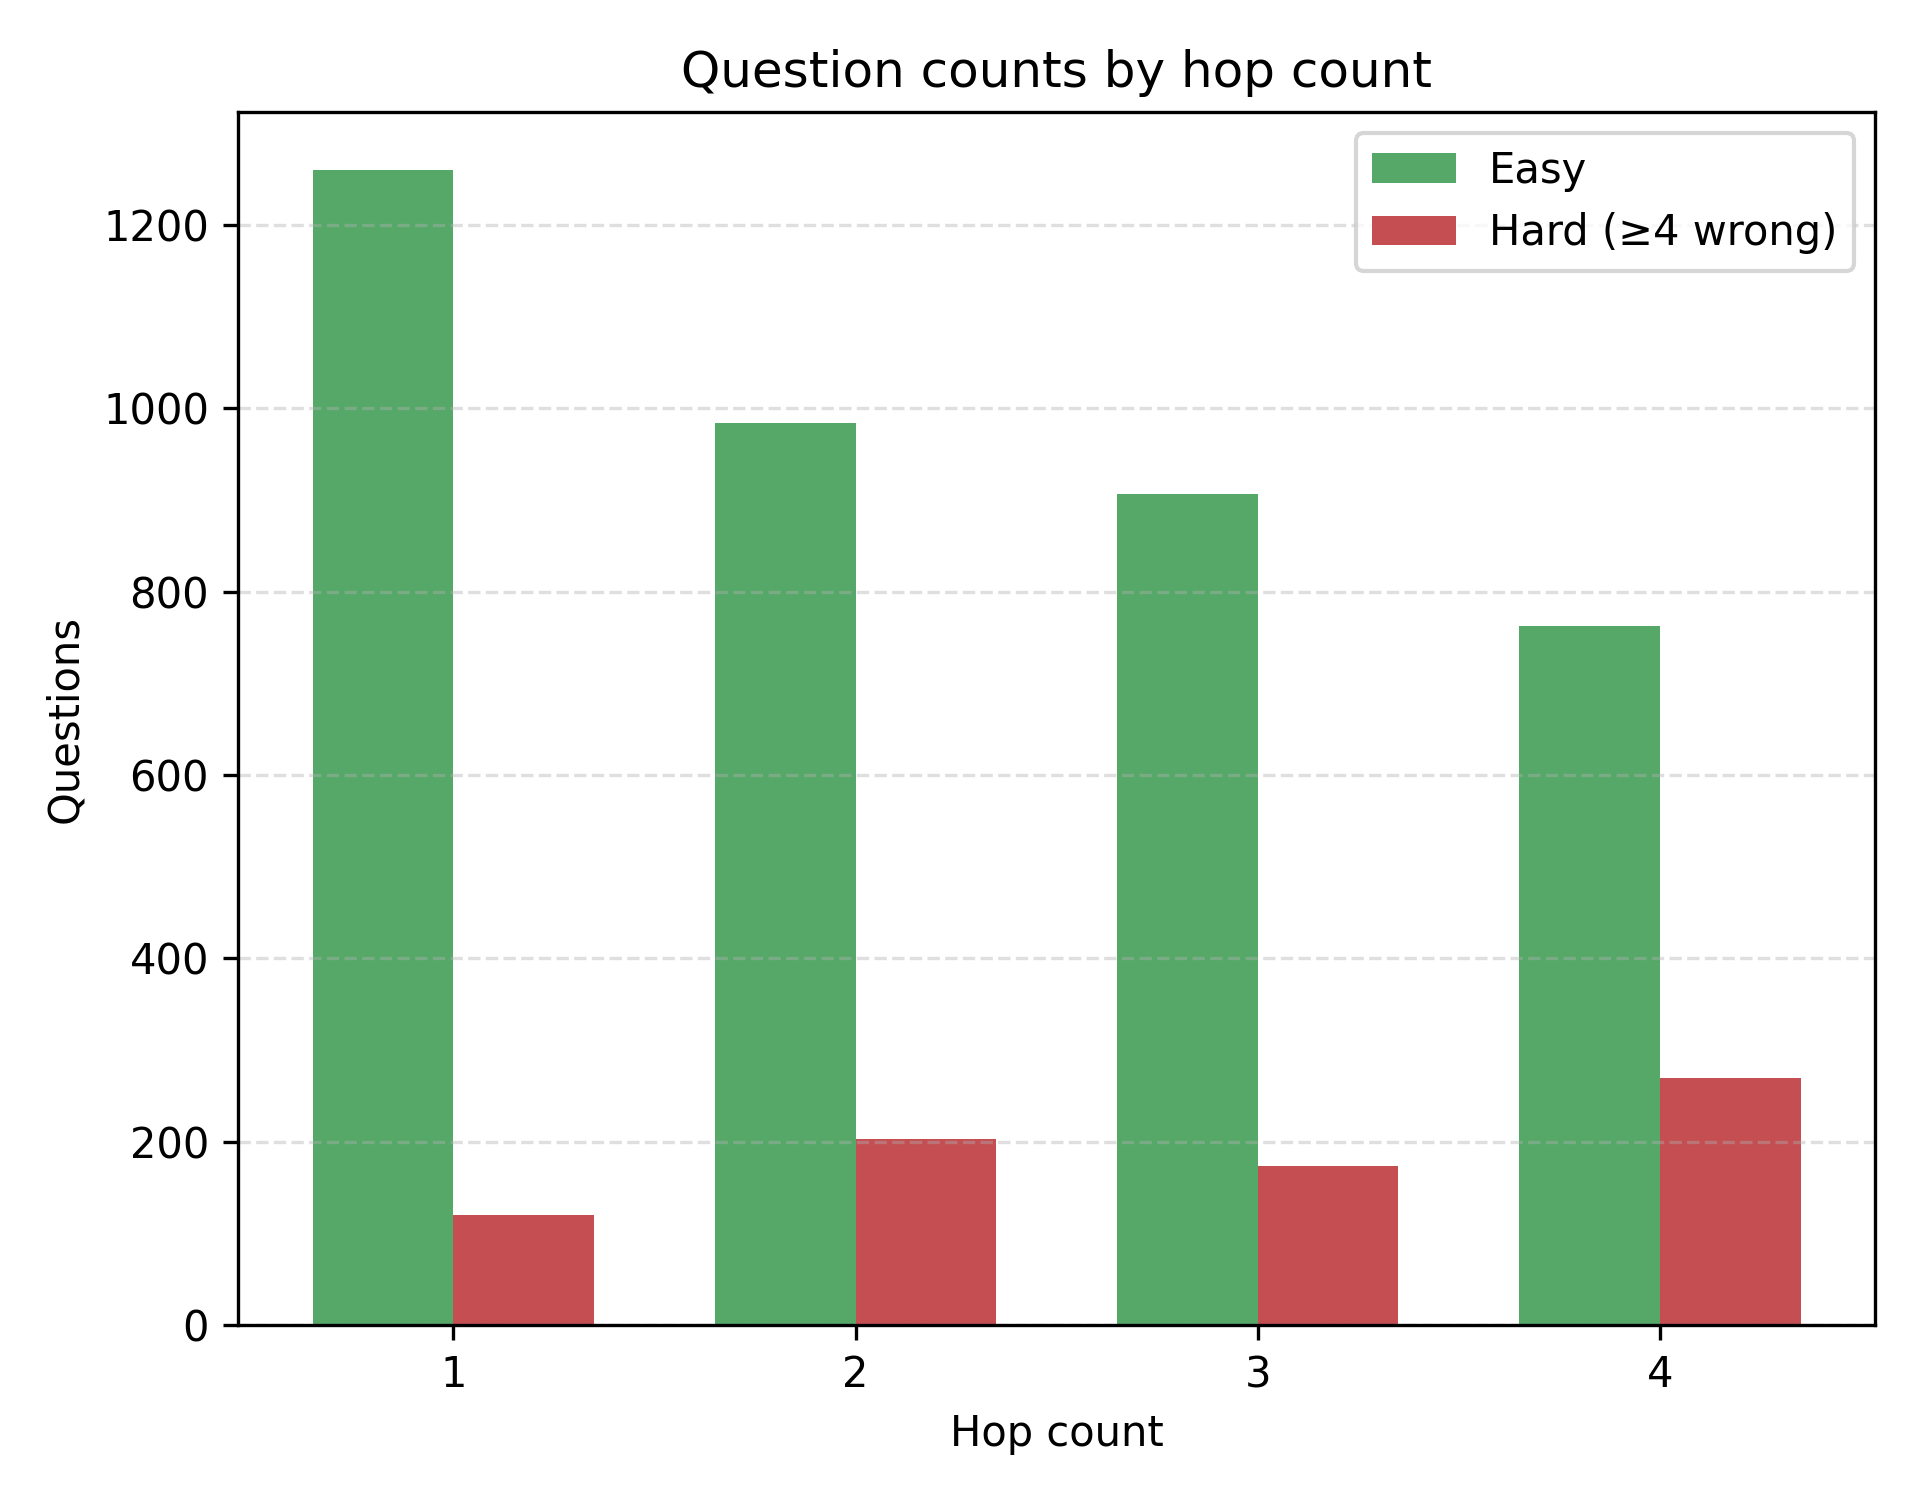 Question counts by hop count
Easy
Hard (≥4 wrong)
1200
1000
800
600
400
200
0
Questions
1
2
3
4
Hop count